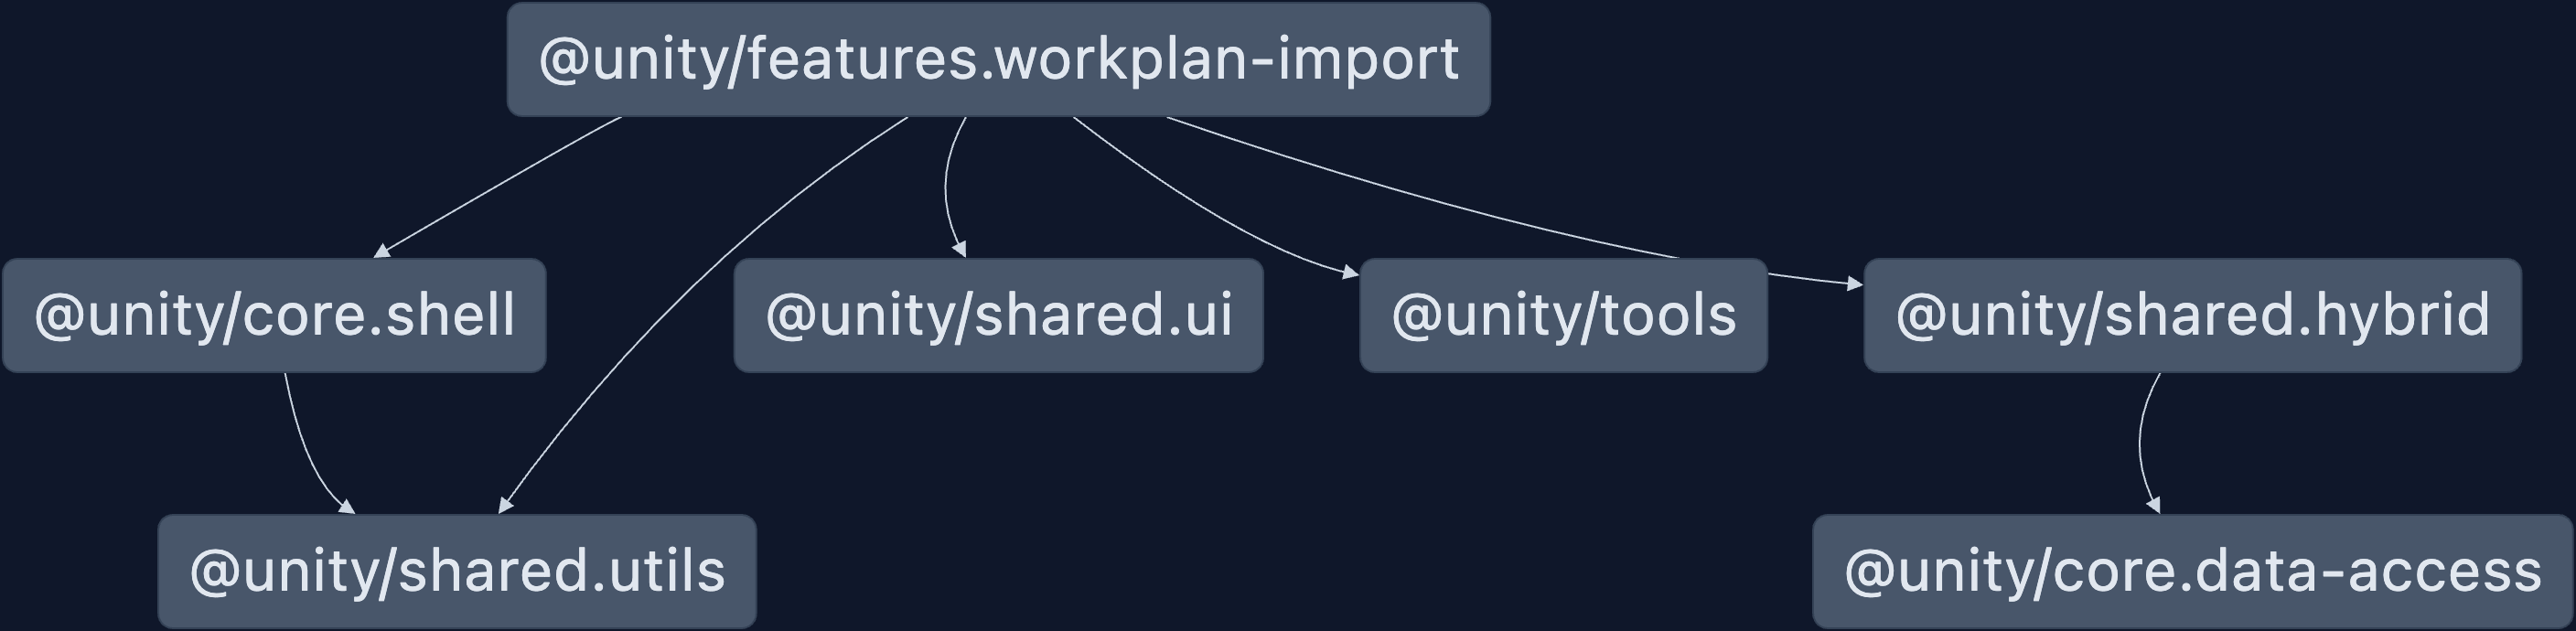 @unity/features.workplan-import
@unity/core.shell
@unity/shared.ui
@unity/tools
@unity/shared.hybrid
@unity/shared.utils
@unity/core.data-access